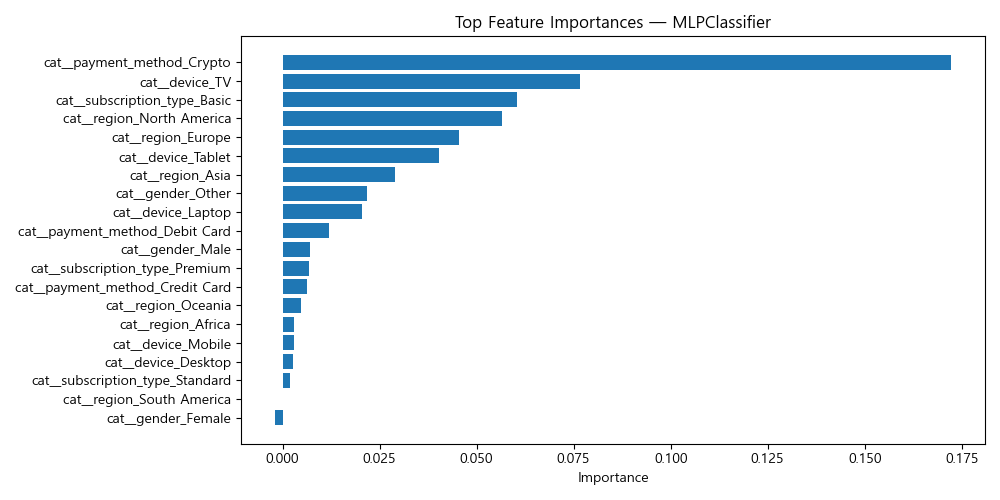 Top Feature Importances — MLPClassifier
cat__payment_method_Crypto
cat__device_TV
cat__subscription_type_Basic
cat__region_North America
cat__region_Europe
cat__device_Tablet
cat__region_Asia
cat__gender_Other
cat__device_Laptop
cat__payment_method_Debit Card
cat__gender_Male
cat__subscription_type_Premium
cat__payment_method_Credit Card
cat__region_Oceania
cat__region_Africa
cat__device_Mobile
cat__device_Desktop
cat__subscription_type_Standard
cat__region_South America
cat__gender_Female
0.000 0.025 0.050 0.075 0.100 0.125 0.150 0.175
Importance